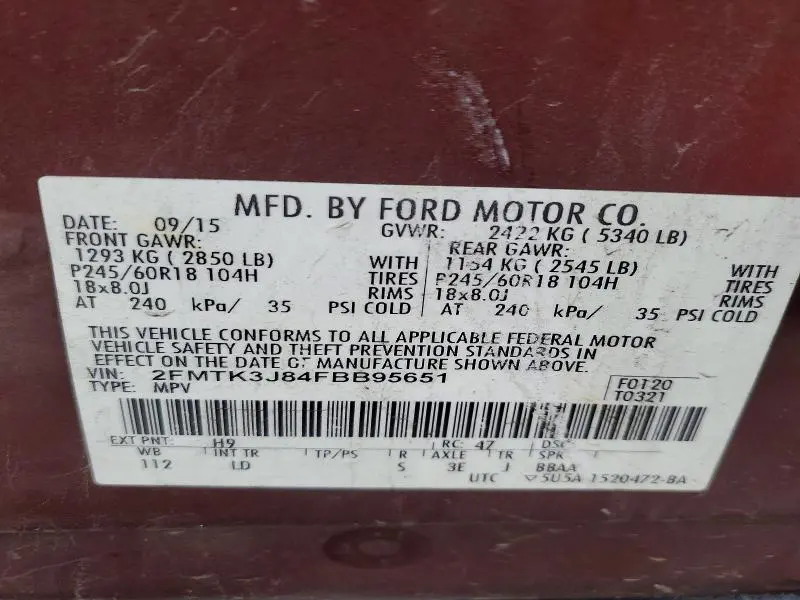 MFD. BY FORD MOTOR CO.
DATE: 09/15 GVWR: 2422 KG ( 5340 LB)
FRONT GAWR: REAR GAWR:
1293 KG ( 2850 LB) WITH 1154 KG ( 2545 LB) WITH
P245/60R18 104H TIRES P245/60R18 104H TIRES
18x8.0J RIMS 18x8.0J RIMS
AT 240 kPa/ 35 PSI COLD AT 240 kPa/ 35 PSI COLD
THIS VEHICLE CONFORMS TO ALL APPLICABLE FEDERAL MOTOR
VEHICLE SAFETY AND THEFT PREVENTION STANDARDS IN
EFFECT ON THE DATE OF MANUFACTURE SHOWN ABOVE.
VIN: 2FMTK3J84FBB95651 F0120
TYPE: MPV T0321
EXT PNT: H9 RC: 47 DSO:
WB INT TR TP/PS R AXLE TR SPR
112 LD S 3E J BBAA
UTC ▽5U5A 1520472-BA